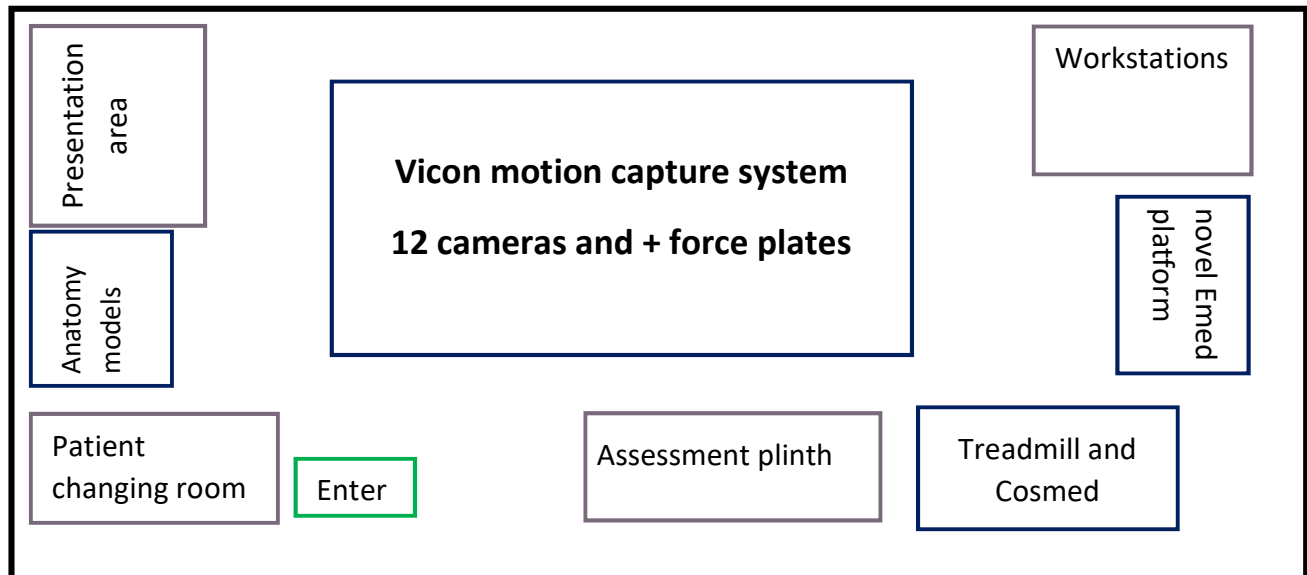 Presentation
area
Workstations
Vicon motion capture system
12 cameras and + force plates
novel Emed
platform
Anatomy
models
Patient
changing room
Enter
Assessment plinth
Treadmill and
Cosmed